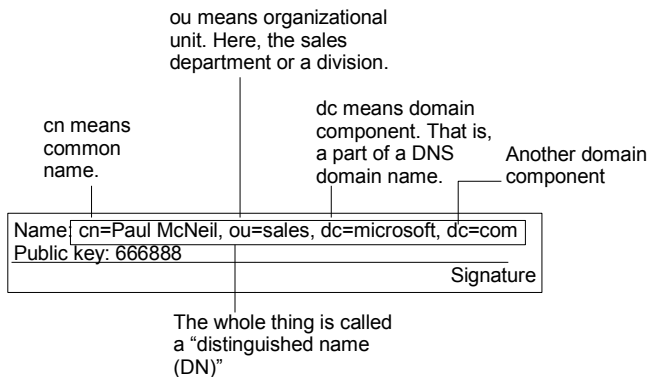 ou means organizational
unit. Here, the sales
department or a division.
cn means
common
name.
dc means domain
component. That is,
a part of a DNS
domain name.
Another domain
component
Name: cn=Paul McNeil, ou=sales, dc=microsoft, dc=com
Public key: 666888
Signature
The whole thing is called
a “distinguished name
(DN)”